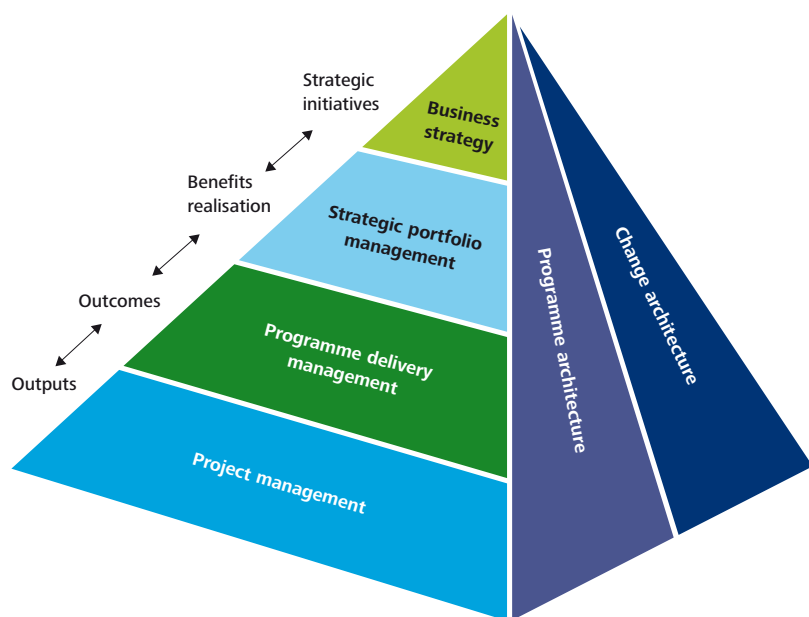 Strategic
initiatives
Business
strategy
Benefits
realisation
Strategic portfolio
management
Outcomes
Programme delivery
management
Outputs
Project management
Programme architecture
Change architecture